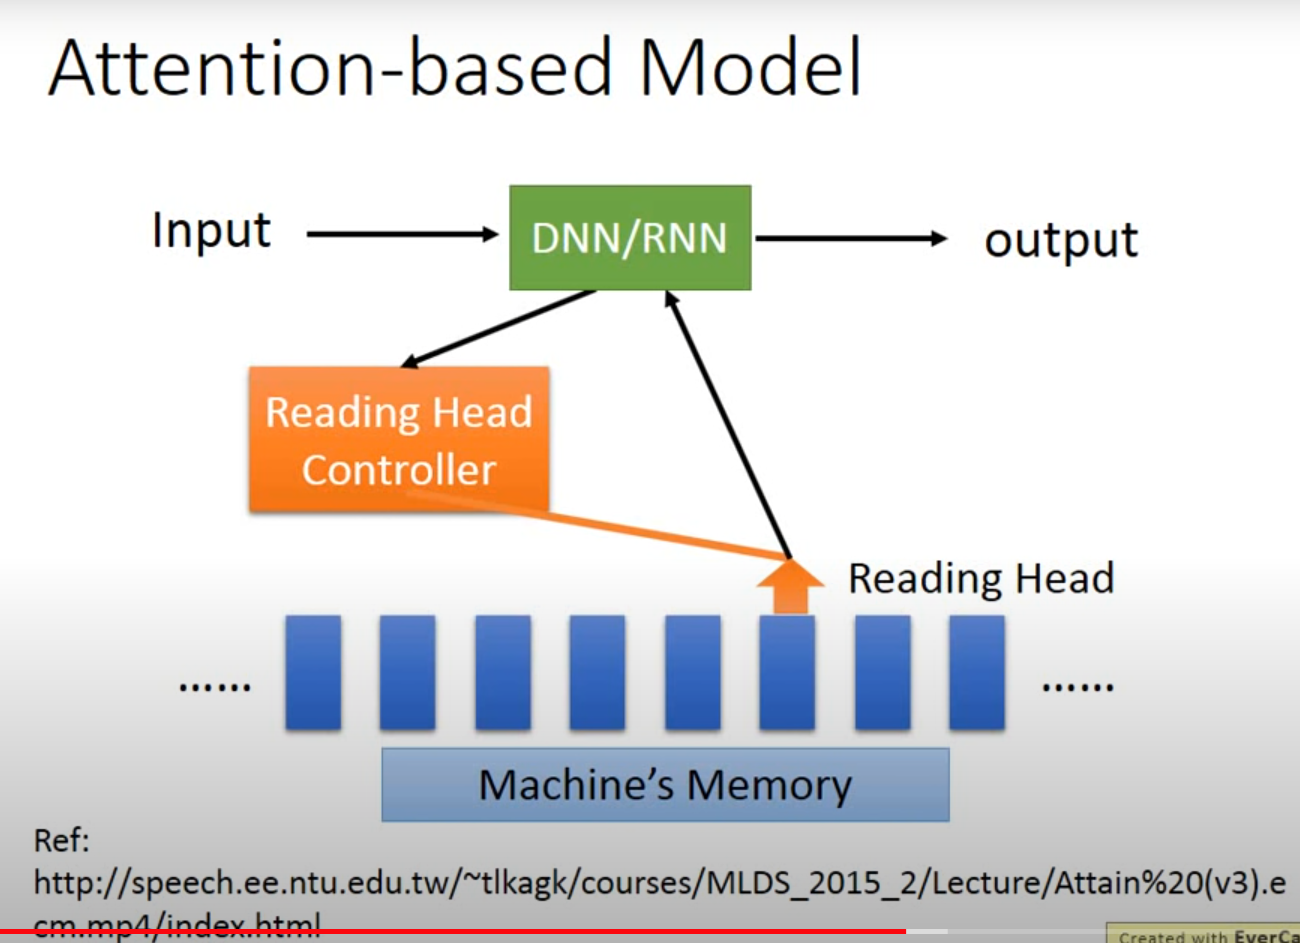 Attention-based Model
Input
DNN/RNN
output
Reading Head
Controller
Reading Head
......
......
Machine's Memory
Ref:
http://speech.ee.ntu.edu.tw/~tlkagk/courses/MLDS_2015_2/Lecture/Attain%20(v3).e
cm.mp4/index.html
Created with EverCa